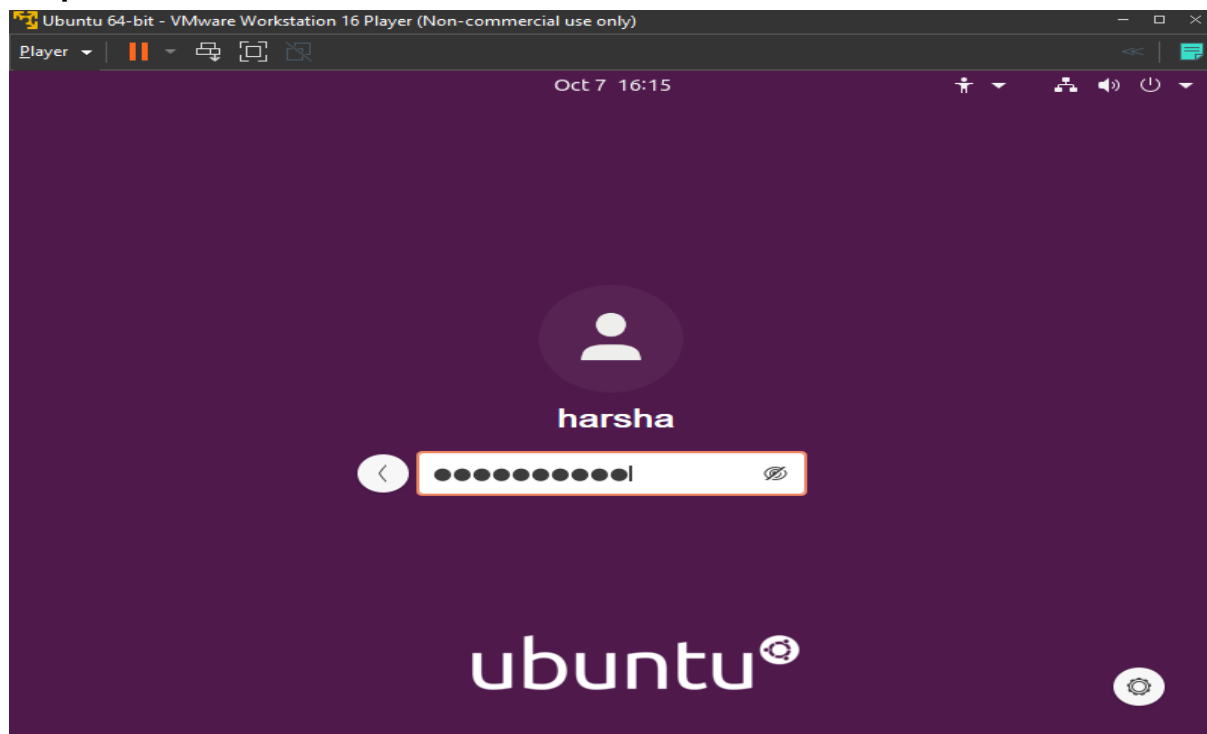 Ubuntu 64-bit - VMware Workstation 16 Player (Non-commercial use only)
Player
Oct 7 16:15
harsha
ubuntu